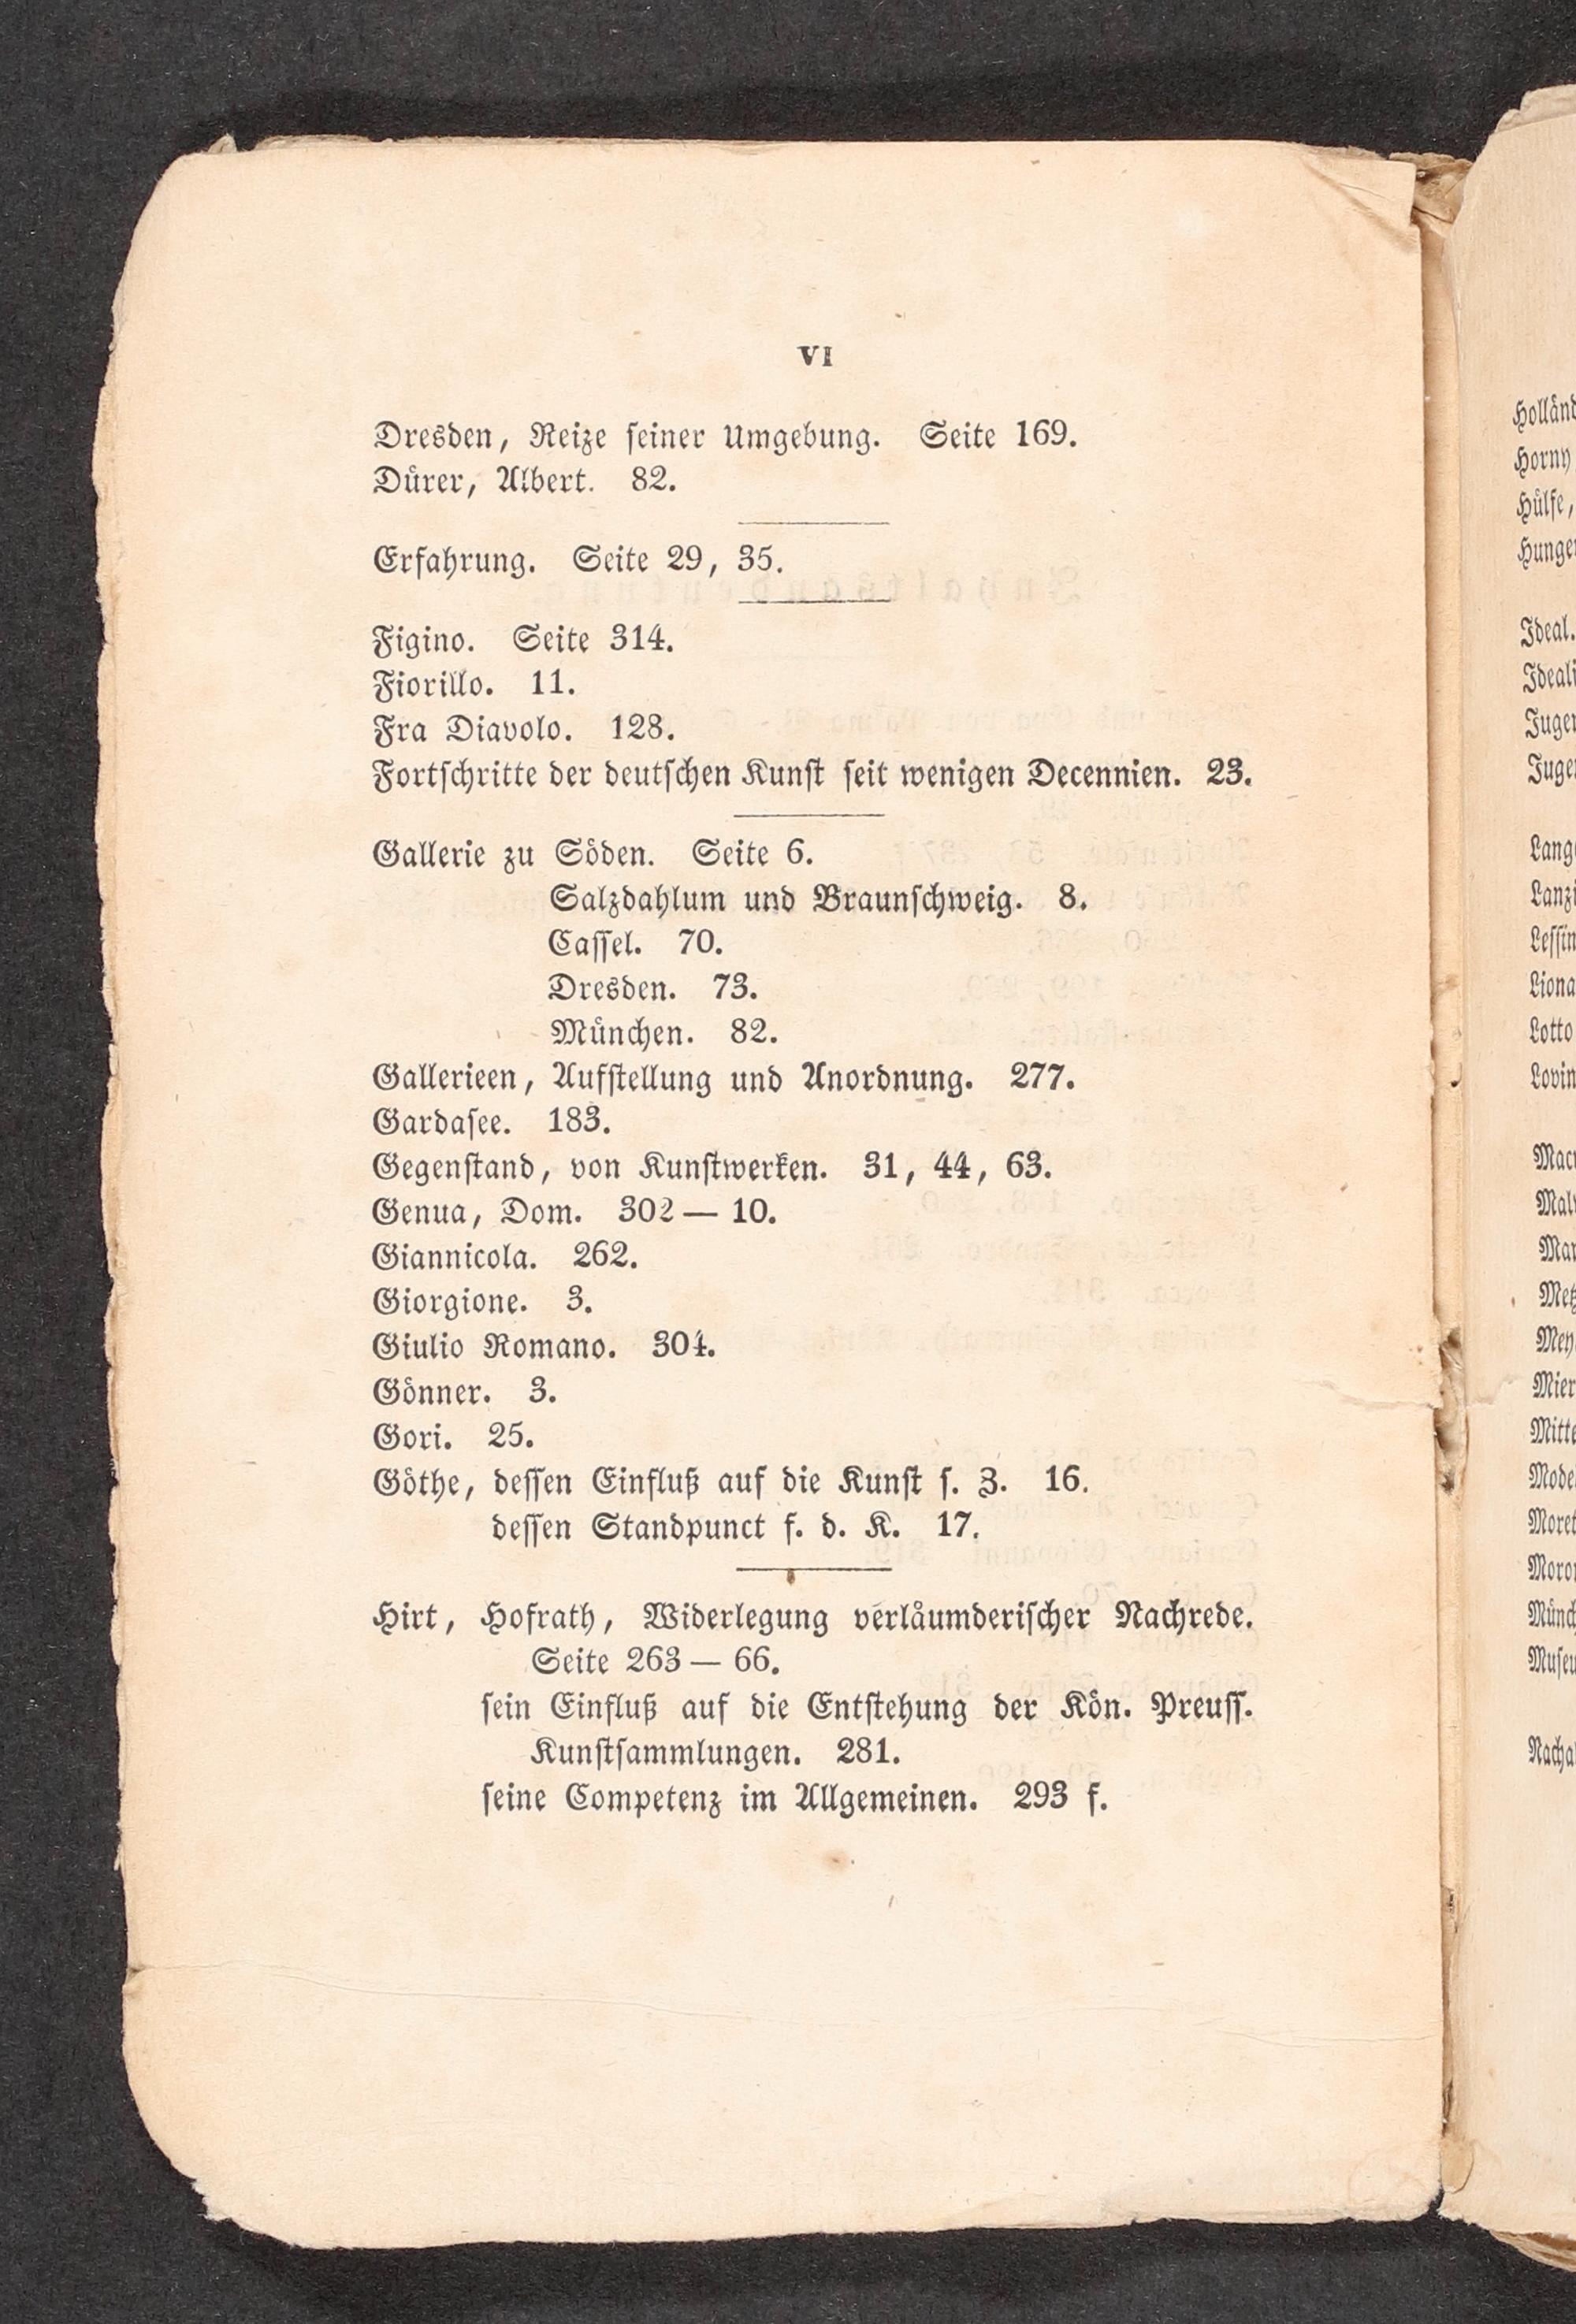 VI
Dresden, Reize seiner Umgebung. Seite 169.
Dürer, Albert. 82.
Erfahrung. Seite 29, 35.
Figino. Seite 314.
Fiorillo. 11.
Fra Diavolo. 128.
Fortschritte der deutschen Kunst seit wenigen Decennien. 23.
Gallerie zu Söden. Seite 6.
Salzdahlum und Braunschweig. 8.
Cassel. 70.
Dresden. 73.
München. 82.
Gallerieen, Aufstellung und Anordnung. 277.
Gardasee. 183.
Gegenstand, von Kunstwerken. 31, 44, 63.
Genua, Dom. 302 — 10.
Giannicola. 262.
Giorgione. 3.
Giulio Romano. 304.
Gönner. 3.
Gori. 25.
Göthe, dessen Einfluß auf die Kunst s. Z. 16.
dessen Standpunct f. d. K. 17.
Hirt, Hofrath, Widerlegung verläumderischer Nachrede.
Seite 263 — 66.
sein Einfluß auf die Entstehung der Kön. Preuss.
Kunstsammlungen. 281.
seine Competenz im Allgemeinen. 293 f.
Horny
Hülfe,
Ideal.
Lotto